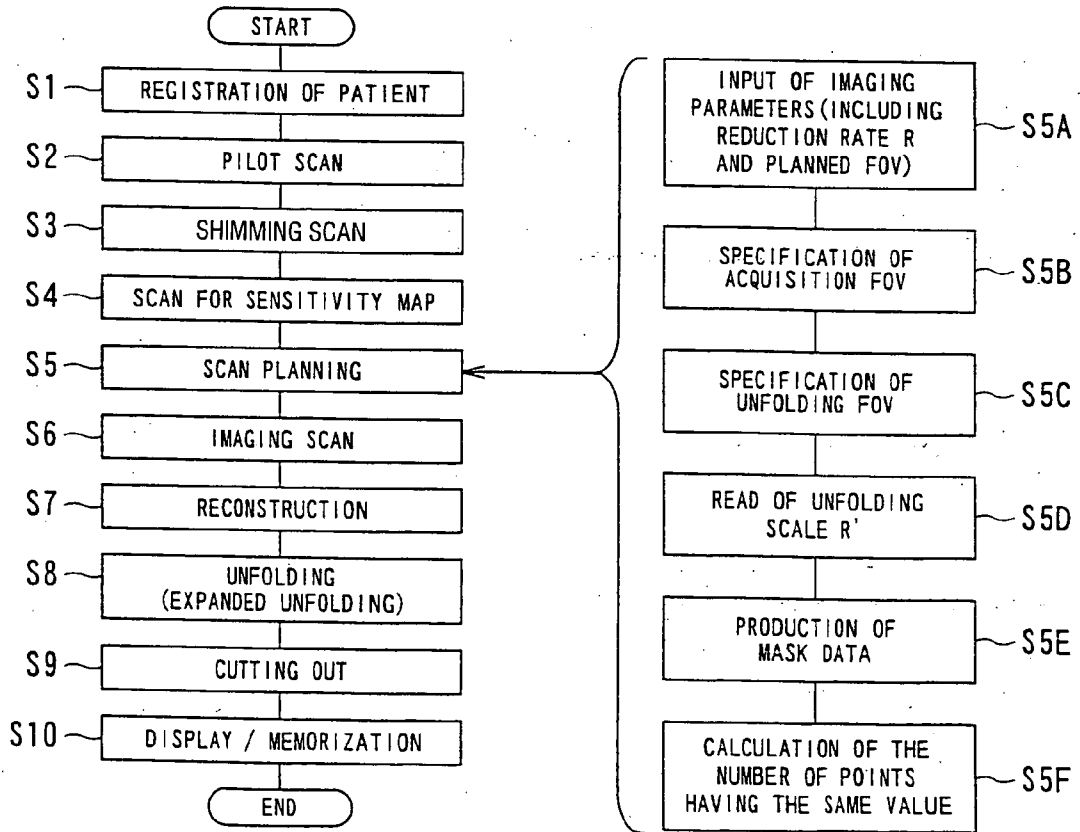 START
S1
REGISTRATION OF PATIENT
S2
PILOT SCAN
S3
SHIMMING SCAN
S4
SCAN FOR SENSITIVITY MAP
S5
SCAN PLANNING
S6
IMAGING SCAN
S7
RECONSTRUCTION
S8
UNFOLDING
(EXPANDED UNFOLDING)
S9
CUTTING OUT
S10
DISPLAY / MEMORIZATION
END
INPUT OF IMAGING
PARAMETERS(INCLUDING
REDUCTION RATE R
AND PLANNED FOV)
S5A
SPECIFICATION OF
ACQUISITION FOV
S5B
SPECIFICATION OF
UNFOLDING FOV
S5C
READ OF UNFOLDING
SCALE R'
S5D
PRODUCTION OF
MASK DATA
S5E
CALCULATION OF THE
NUMBER OF POINTS
HAVING THE SAME VALUE
S5F